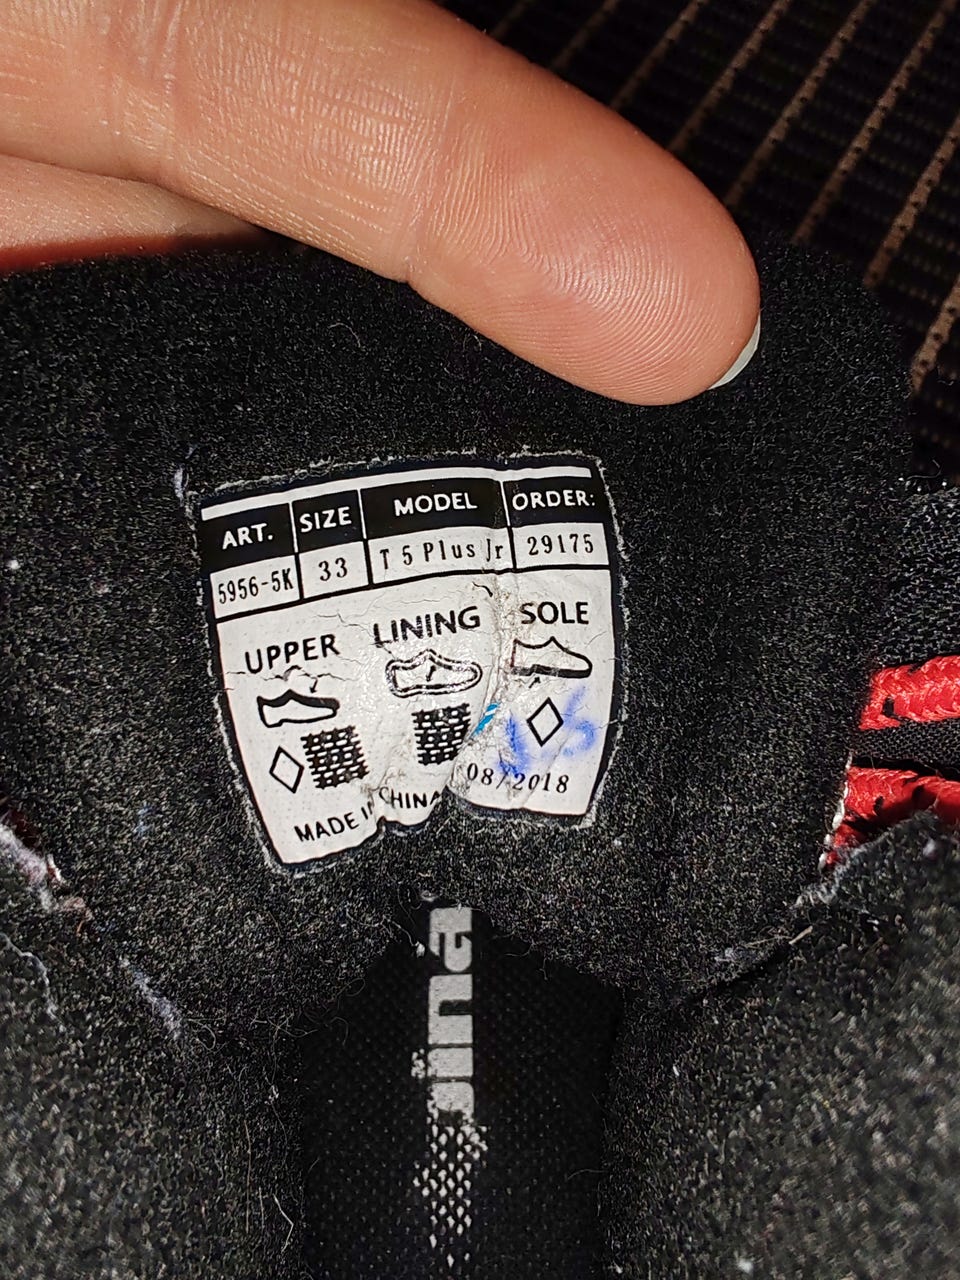 ART. SIZE MODEL ORDER:
5956-5K 33 T 5 Plus Jr 29175
UPPER LINING SOLE
08/2018
MADE IN CHINA